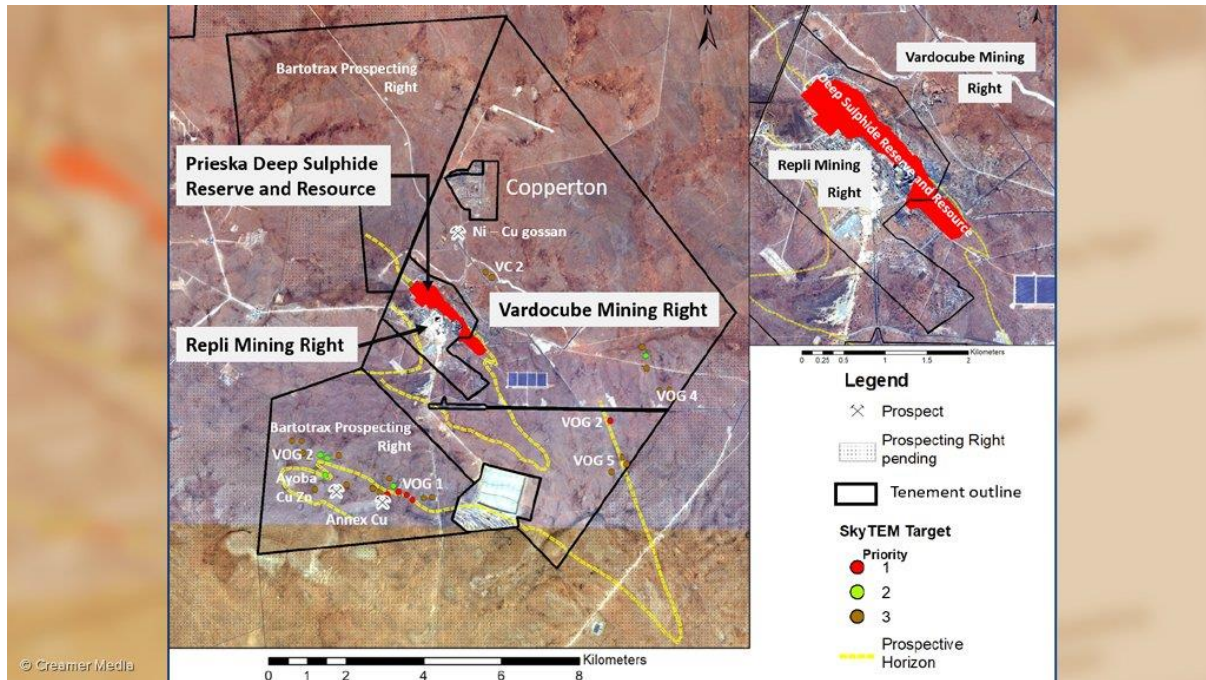 N
Bartotrax Prospecting
Right
Prieska Deep Sulphide
Reserve and Resource
Copperton
Ni – Cu gossan
VC 2
Vardocube Mining Right
Repli Mining Right
VOG 4
VOG 2
Bartotrax Prospecting
Right
VOG 2
VOG 5
Ayoba
Cu Zn
VOG 1
Annex Cu
Kilometers
0 1 2 4 6 8
Vardocube Mining
Right
Deep Sulphide Reserve and Resource
Repli Mining
Right
Kilometers
0 0.25 0.5 1 2
Legend
Prospect
Prospecting Right
pending
Tenement outline
SkyTEM Target
Priority
1
2
3
Prospective
Horizon
© Creamer Media